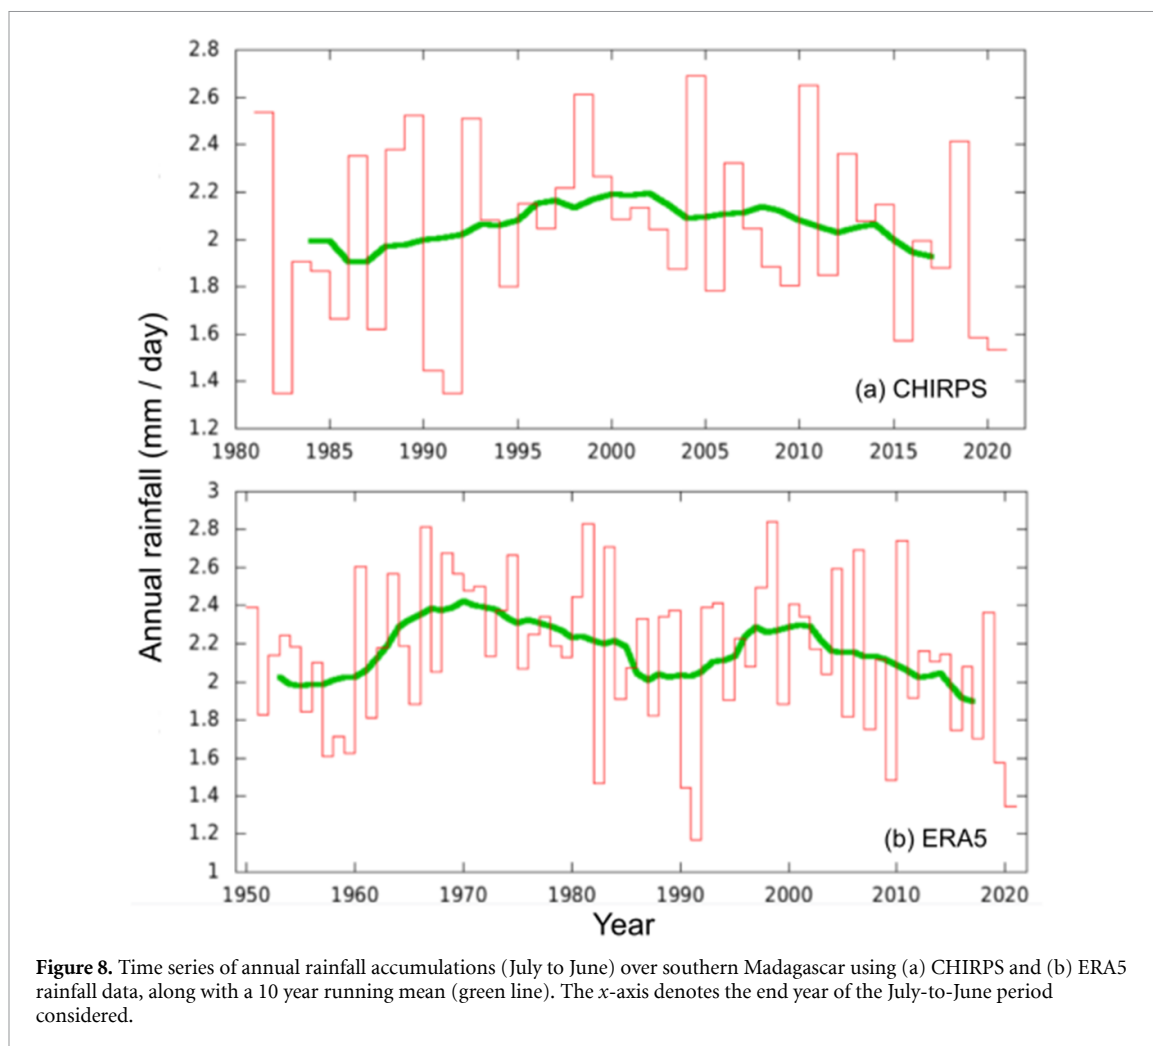 2.8
2.6
2.4
2.2
2
1.8
1.6
1.4
1.2
1980 1985 1990 1995 2000 2005 2010 2015 2020
(a) CHIRPS
Annual rainfall (mm / day)
3
2.8
2.6
2.4
2.2
2
1.8
1.6
1.4
1.2
1
1950 1960 1970 1980 1990 2000 2010 2020
(b) ERA5
Year
Figure 8. Time series of annual rainfall accumulations (July to June) over southern Madagascar using (a) CHIRPS and (b) ERA5
rainfall data, along with a 10 year running mean (green line). The x-axis denotes the end year of the July-to-June period
considered.